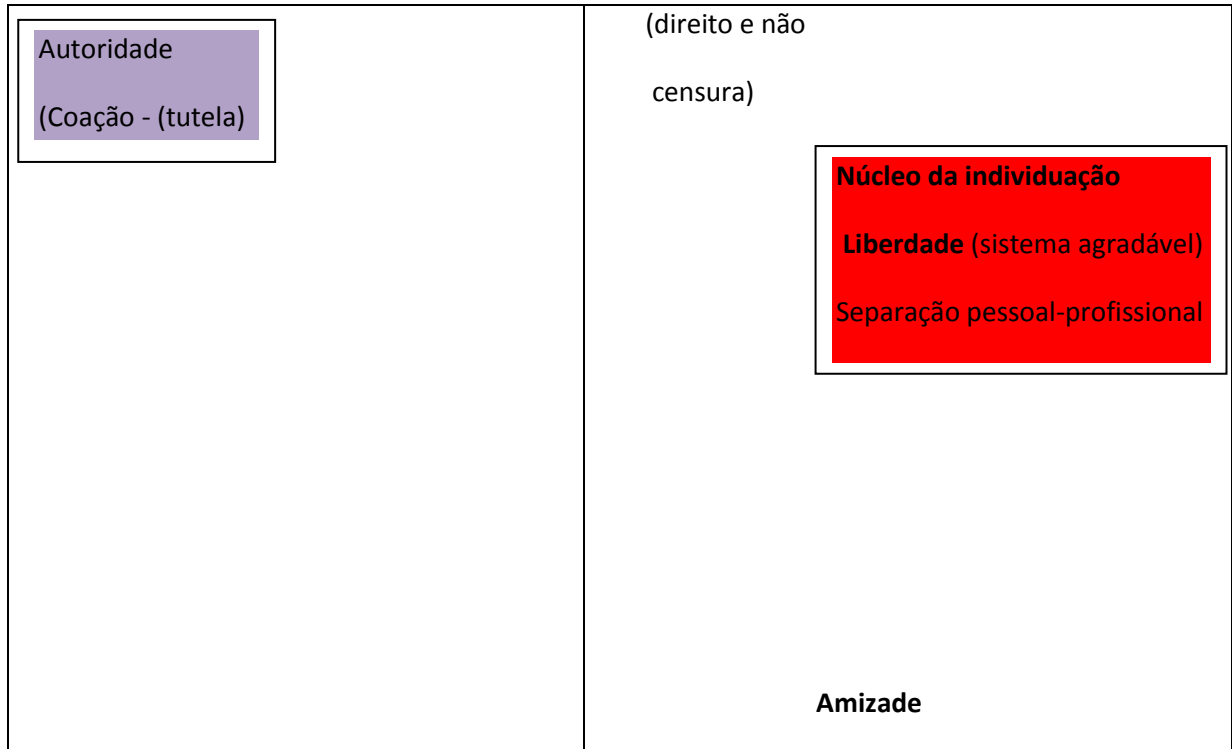 Autoridade
(Coação - (tutela)
(direito e não
censura)
Núcleo da individuação
Liberdade (sistema agradável)
Separação pessoal-profissional
Amizade